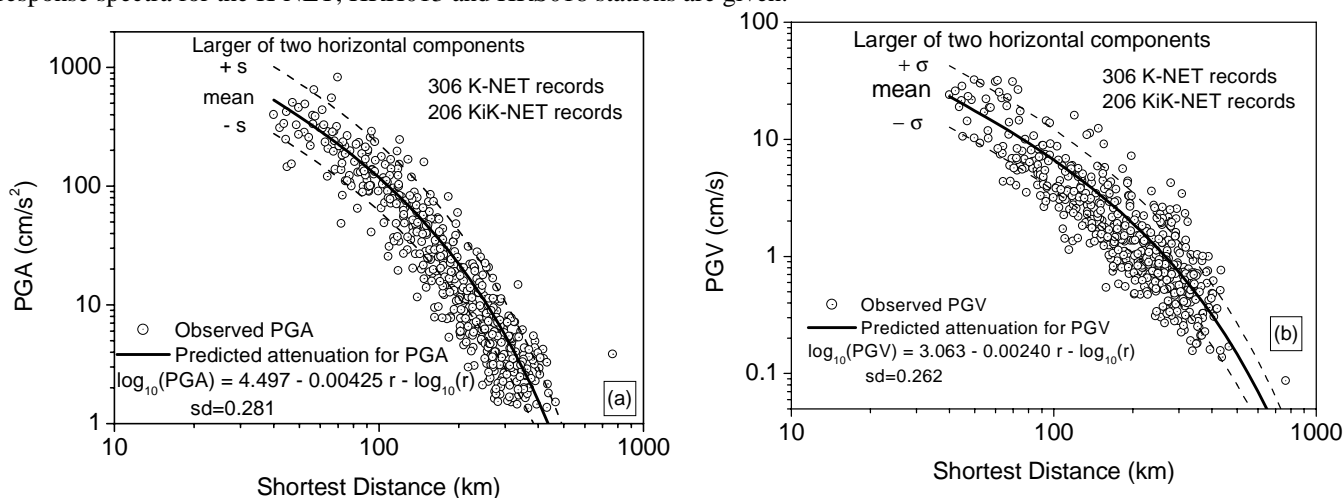 response spectra for the K-NET, and stations are given.
Larger of two horizontal components
+ s
mean
- s
306 K-NET records
206 KiK-NET records
1000
100
10
1
PGA (cm/s²)
Observed PGA
Predicted attenuation for PGA
log₁₀(PGA) = 4.497 - 0.00425 r - log₁₀(r)
sd=0.281
(a)
10 100 1000
Shortest Distance (km)
Larger of two horizontal components
+ σ
mean
− σ
306 K-NET records
206 KiK-NET records
100
10
1
0.1
PGV (cm/s)
Observed PGV
Predicted attenuation for PGV
log₁₀(PGV) = 3.063 - 0.00240 r - log₁₀(r)
sd=0.262
(b)
10 100 1000
Shortest Distance (km)